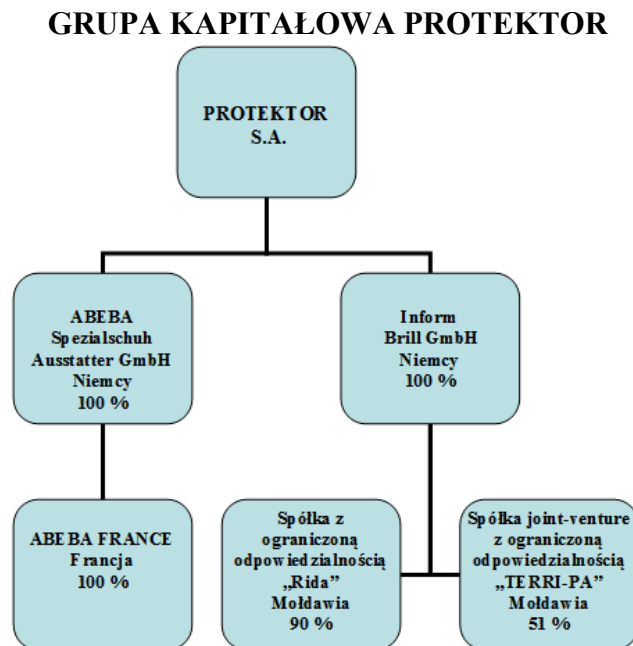 GRUPA KAPITAŁOWA PROTEKTOR
PROTEKTOR
S.A.
ABEBA
Spezialschuh
Ausstatter GmbH
Niemcy
100 %
Inform
Brill GmbH
Niemcy
100 %
ABEBA FRANCE
Francja
100 %
Spółka z
ograniczoną
odpowiedzialnością
„Rida”
Mołdawia
90 %
Spółka joint-venture
z ograniczoną
odpowiedzialnością
„TERRI-PA”
Mołdawia
51 %